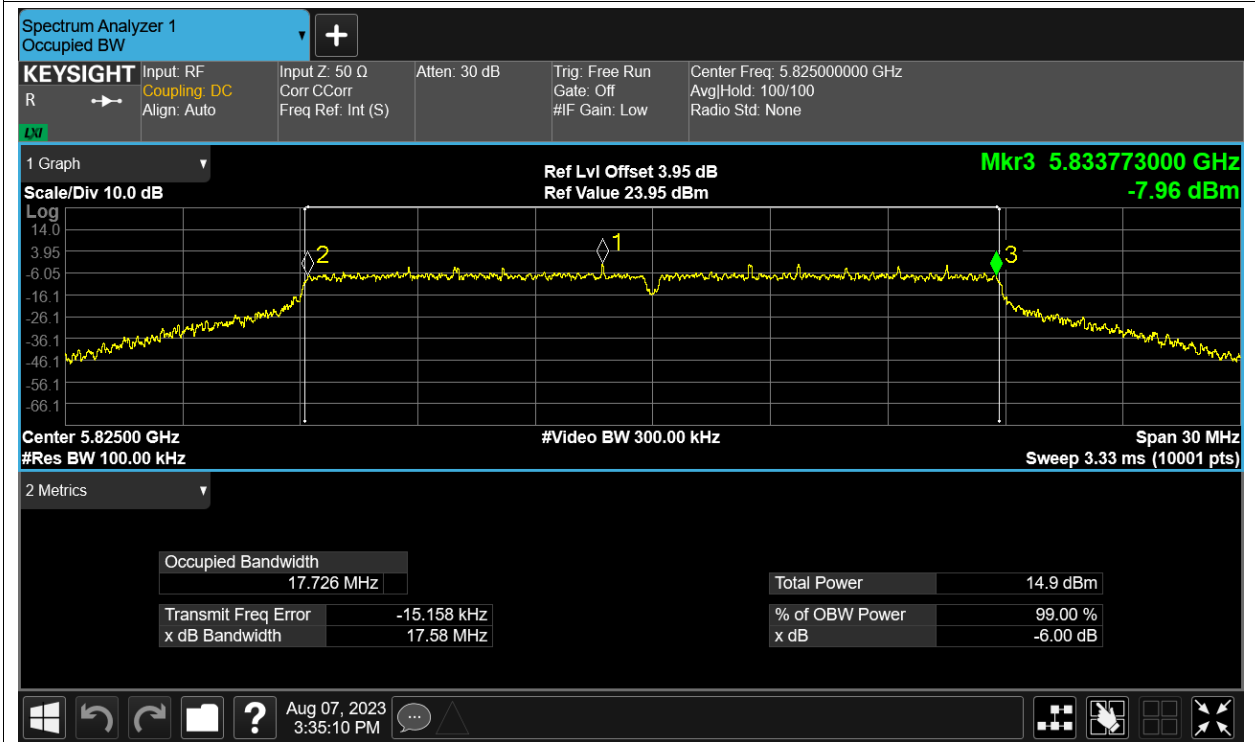 Spectrum Analyzer 1
Occupied BW
+
KEYSIGHT
R
LXI
Input: RF
Coupling: DC
Align: Auto
Input Z: 50 Ω
Corr CCorr
Freq Ref: Int (S)
Atten: 30 dB
Trig: Free Run
Gate: Off
#IF Gain: Low
Center Freq: 5.825000000 GHz
Avg|Hold: 100/100
Radio Std: None
1 Graph
Scale/Div 10.0 dB
Ref Lvl Offset 3.95 dB
Ref Value 23.95 dBm
Mkr3 5.833773000 GHz
-7.96 dBm
Log
14.0
3.95
-6.05
-16.1
-26.1
-36.1
-46.1
-56.1
-66.1
2
1
3
Center 5.82500 GHz
#Res BW 100.00 kHz
#Video BW 300.00 kHz
Span 30 MHz
Sweep 3.33 ms (10001 pts)
2 Metrics
Occupied Bandwidth
17.726 MHz
Transmit Freq Error -15.158 kHz
x dB Bandwidth 17.58 MHz
Total Power 14.9 dBm
% of OBW Power 99.00 %
x dB -6.00 dB
?
Aug 07, 2023
3:35:10 PM